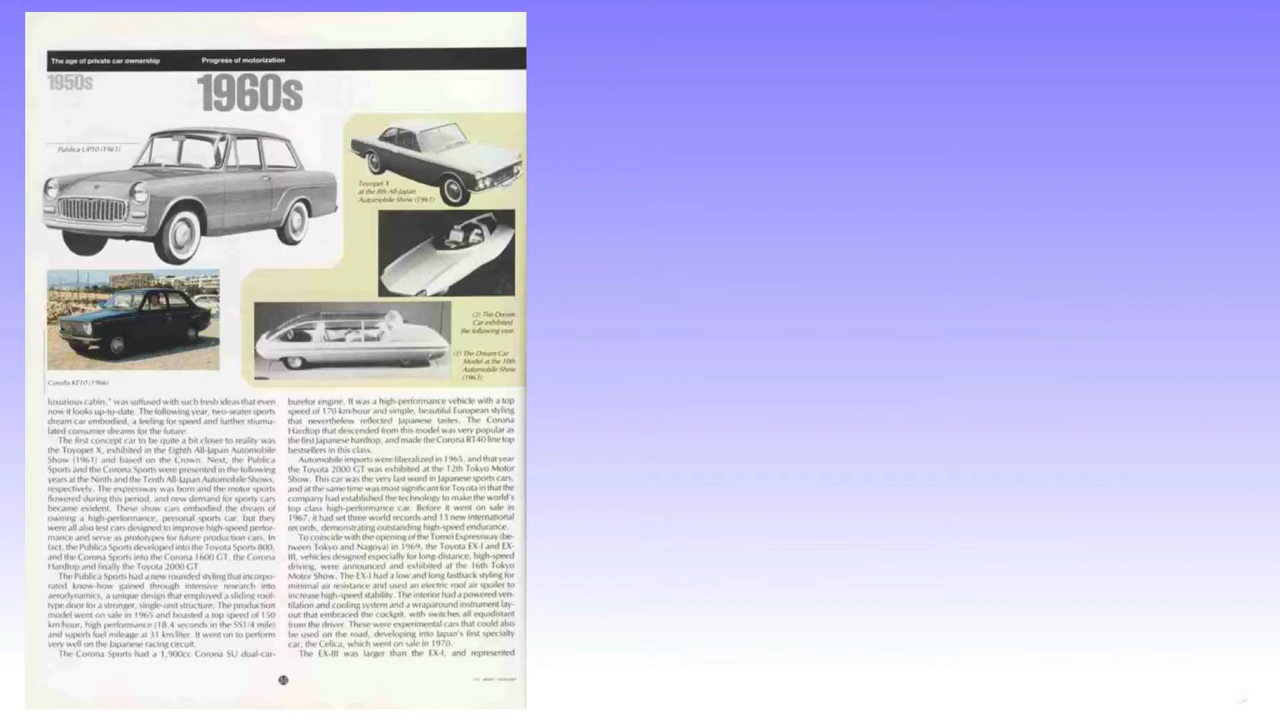 The age of private car ownership
Progress of motorization
1950s
1960s
Publica UP10 (1961)
Toyopet X
at the 8th All-Japan
Automobile Show (1961)
(2) The Dream
Car exhibited
the following year.
(1) The Dream Car
Model at the 10th
Automobile Show
(1963).
Corolla KE10 (1966)
luxurious cabin," was suffused with such fresh ideas that even
now it looks up-to-date. The following year, two-seater sports
dream car embodied, a feeling for speed and further stimu-
lated consumer dreams for the future.
The first concept car to be quite a bit closer to reality was
the Toyopet X, exhibited in the Eighth All-Japan Automobile
Show (1961) and based on the Crown. Next, the Publica
Sports and the Corona Sports were presented in the following
years at the Ninth and the Tenth All-Japan Automobile Shows,
respectively. The expressway was born and the motor sports
flowered during this period, and new demand for sporty cars
became evident. These show cars embodied the dream of
owning a high-performance, personal sports car, but they
were all also test cars designed to improve high-speed perfor-
mance and serve as prototypes for future production cars. In
fact, the Publica Sports developed into the Toyota Sports 800,
and the Corona Sports into the Corona 1600 GT, the Corona
Hardtop and finally the Toyota 2000 GT.
The Publica Sports had a new rounded styling that incorpo-
rated know-how gained through intensive research into
aerodynamics, a unique design that employed a sliding roof-
type door for a stronger, single-unit structure. The production
model went on sale in 1965 and boasted a top speed of 150
km/hour, high performance (18.4 seconds in the SS1/4 mile)
and superb fuel mileage at 31 km/liter. It went on to perform
very well on the Japanese racing circuit.
The Corona Sports had a 1,900cc Corona SU dual-car-
buretor engine. It was a high-performance vehicle with a top
speed of 170 km/hour and simple, beautiful European styling
that nevertheless reflected Japanese tastes. The Corona
Hardtop that descended from this model was very popular as
the first Japanese hardtop, and made the Corona RT40 line top
bestsellers in this class.
Automobile imports were liberalized in 1965, and that year
the Toyota 2000 GT was exhibited at the 12th Tokyo Motor
Show. This car was the very last word in Japanese sports cars,
and at the same time was most significant for Toyota in that the
company had established the technology to make the world's
top class high-performance car. Before it went on sale in
1967, it had set three world records and 13 new international
records, demonstrating outstanding high-speed endurance.
To coincide with the opening of the Tomei Expressway (be-
tween Tokyo and Nagoya) in 1969, the Toyota EX-I and EX-
III, vehicles designed especially for long-distance, high-speed
driving, were announced and exhibited at the 16th Tokyo
Motor Show. The EX-I had a low and long fastback styling for
minimal air resistance and used an electric roof air spoiler to
increase high-speed stability. The interior had a powered ven-
tilation and cooling system and a wraparound instrument lay-
out that embraced the cockpit, with switches all equidistant
from the driver. These were experimental cars that could also
be used on the road, developing into Japan's first specialty
car, the Celica, which went on sale in 1970.
The EX-III was larger than the EX-I, and represented